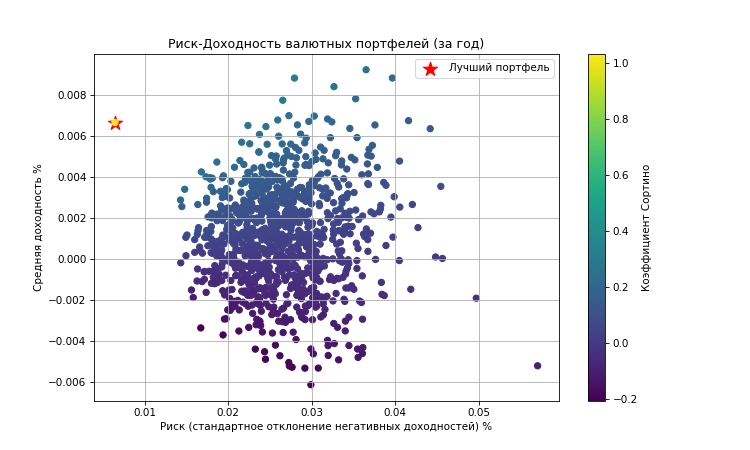 Риск-Доходность валютных портфелей (за год)
Лучший портфель
Средняя доходность %
0.008
0.006
0.004
0.002
0.000
−0.002
−0.004
−0.006
0.01 0.02 0.03 0.04 0.05
Риск (стандартное отклонение негативных доходностей) %
1.0
0.8
0.6
0.4
0.2
0.0
−0.2
Коэффициент Сортино